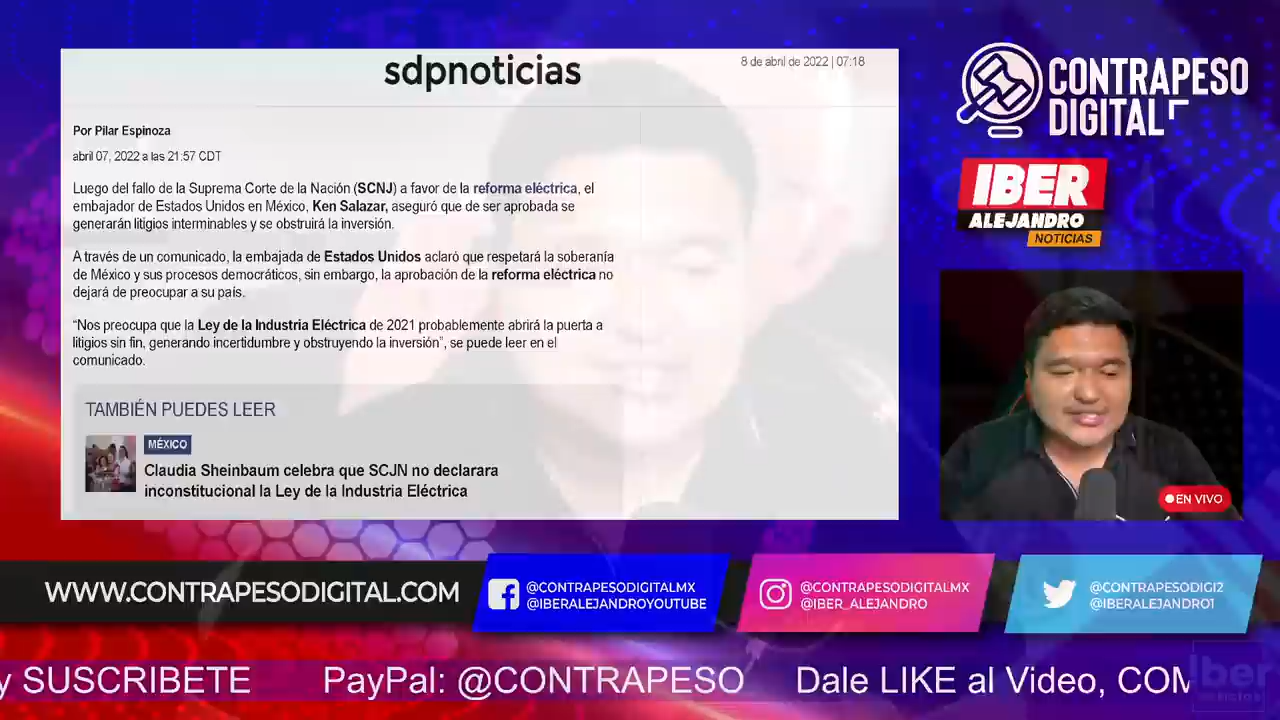 sdpnoticias
8 de abril de 2022 | 07:18
Por Pilar Espinoza
abril 07, 2022 a las 21:57 CDT
Luego del fallo de la Suprema Corte de la Nación (SCNJ) a favor de la reforma eléctrica, el
embajador de Estados Unidos en México, Ken Salazar, aseguró que de ser aprobada se
generarán litigios interminables y se obstruirá la inversión.
A través de un comunicado, la embajada de Estados Unidos aclaró que respetará la soberanía
de México y sus procesos democráticos, sin embargo, la aprobación de la reforma eléctrica no
dejará de preocupar a su país.
“Nos preocupa que la Ley de la Industria Eléctrica de 2021 probablemente abrirá la puerta a
litigios sin fin, generando incertidumbre y obstruyendo la inversión”, se puede leer en el
comunicado.
TAMBIÉN PUEDES LEER
MÉXICO
Claudia Sheinbaum celebra que SCJN no declarara
inconstitucional la Ley de la Industria Eléctrica
CONTRAPESO
DIGITAL
IBER
ALEJANDRO
NOTICIAS
EN VIVO
WWW.CONTRAPESODIGITAL.COM
@CONTRAPESODIGITALMX
@IBERALEJANDROYOUTUBE
@CONTRAPESODIGITALMX
@IBER_ALEJANDRO
@CONTRAPESODIGI2
@IBERALEJANDRO1
y SUSCRIBETE PayPal: @CONTRAPESO Dale LIKE al Video, COM
iber